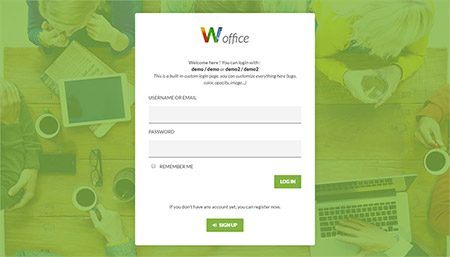 Woffice
Welcome here ! You can login with :
demo / demo or demo2 / demo2
This is a built-in custom login page, you can customize everything here (logo,
color, opacity, image...)
USERNAME OR EMAIL
PASSWORD
REMEMBER ME
LOG IN
If you don't have any account yet, you can register now.
SIGN UP